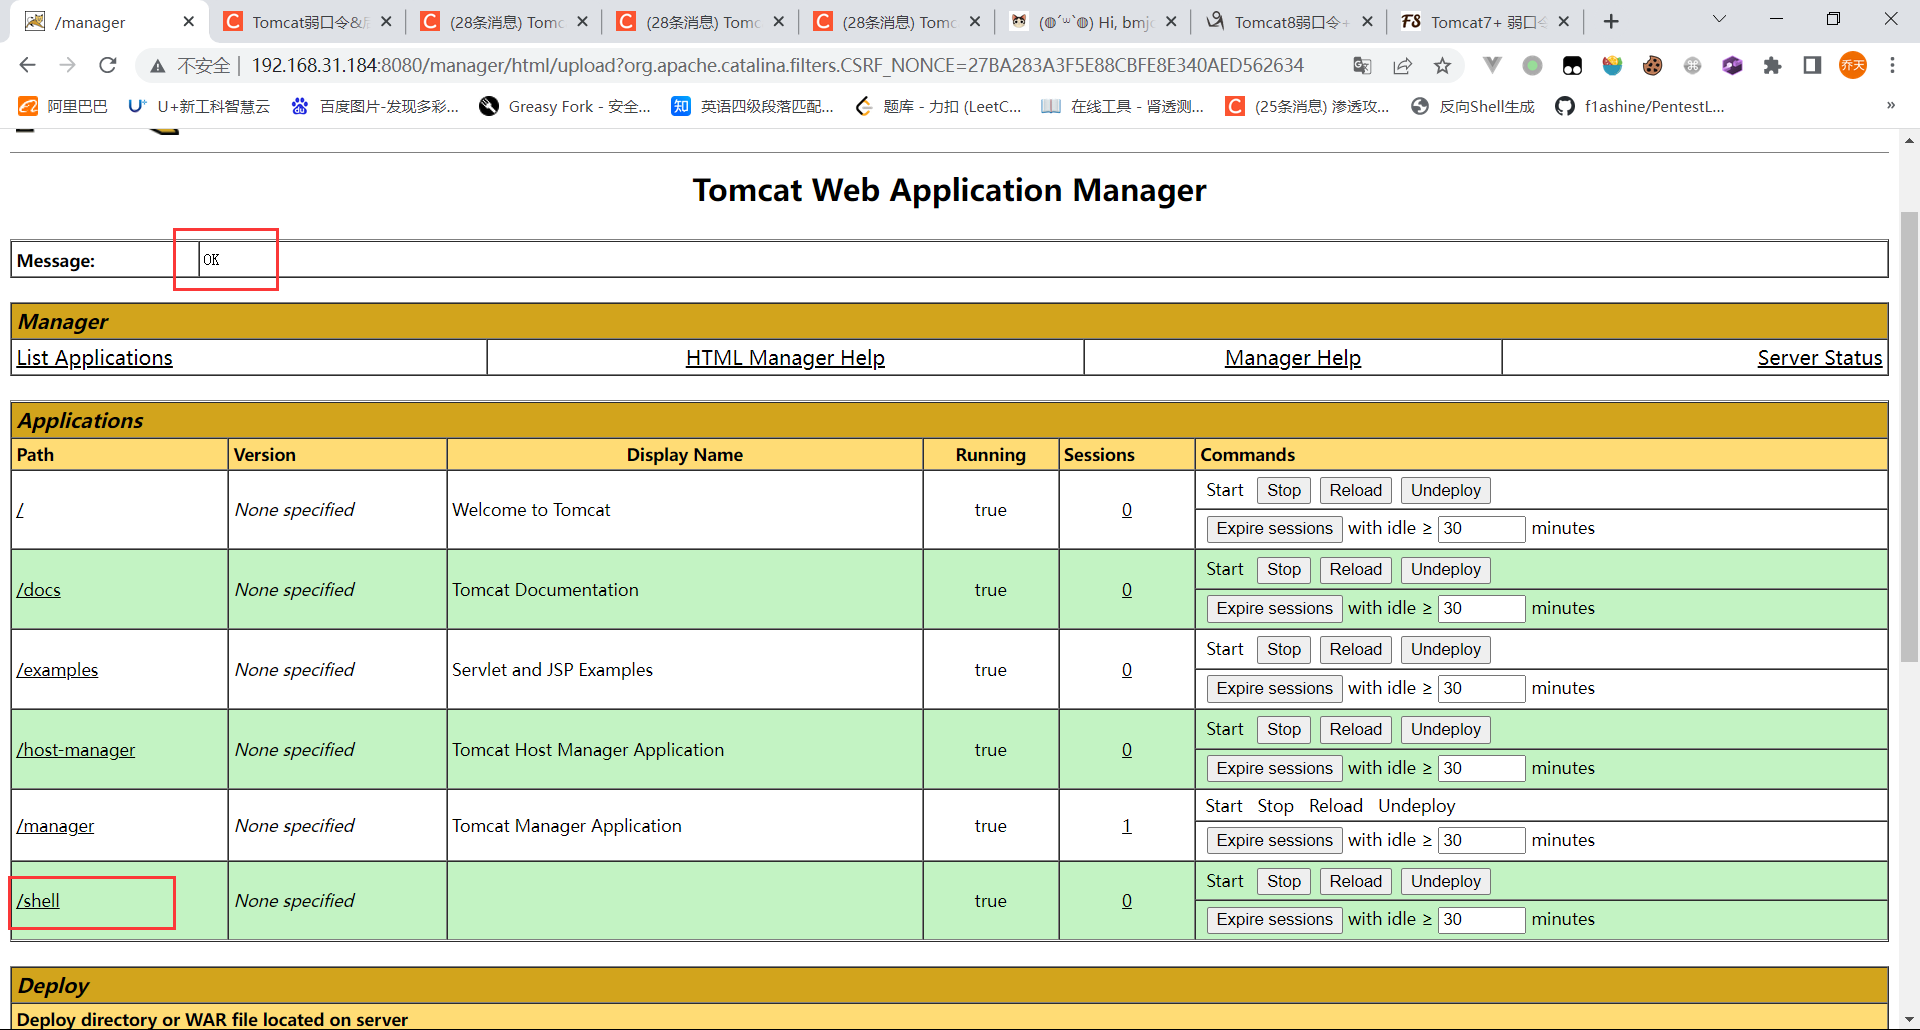 /manager
Tomcat弱口令&
(28条消息) Tomc
(28条消息) Tomc
(28条消息) Tomc
(◍´꒳`◍) Hi, bmj
Tomcat8弱口令+
Tomcat7+ 弱口令
不安全 | 192.168.31.184:8080/manager/html/upload?org.apache.catalina.filters.CSRF_NONCE=27BA283A3F5E88CBFE8E340AED562634
乔天
阿里巴巴
U+新工科智慧云
百度图片-发现多彩...
Greasy Fork - 安全...
知 英语四级段落匹配...
题库 - 力扣 (LeetC...
在线工具 - 肾透测...
(25条消息) 渗透攻...
反向Shell生成
f1ashine/PentestL...
»
Tomcat Web Application Manager
Message: OK
Manager
List Applications HTML Manager Help Manager Help Server Status
Applications
Path Version Display Name Running Sessions Commands
/ None specified Welcome to Tomcat true 0 Start Stop Reload Undeploy
Expire sessions with idle ≥ 30 minutes
/docs None specified Tomcat Documentation true 0 Start Stop Reload Undeploy
Expire sessions with idle ≥ 30 minutes
/examples None specified Servlet and JSP Examples true 0 Start Stop Reload Undeploy
Expire sessions with idle ≥ 30 minutes
/host-manager None specified Tomcat Host Manager Application true 0 Start Stop Reload Undeploy
Expire sessions with idle ≥ 30 minutes
/manager None specified Tomcat Manager Application true 1 Start Stop Reload Undeploy
Expire sessions with idle ≥ 30 minutes
/shell None specified true 0 Start Stop Reload Undeploy
Expire sessions with idle ≥ 30 minutes
Deploy
Deploy directory or WAR file located on server